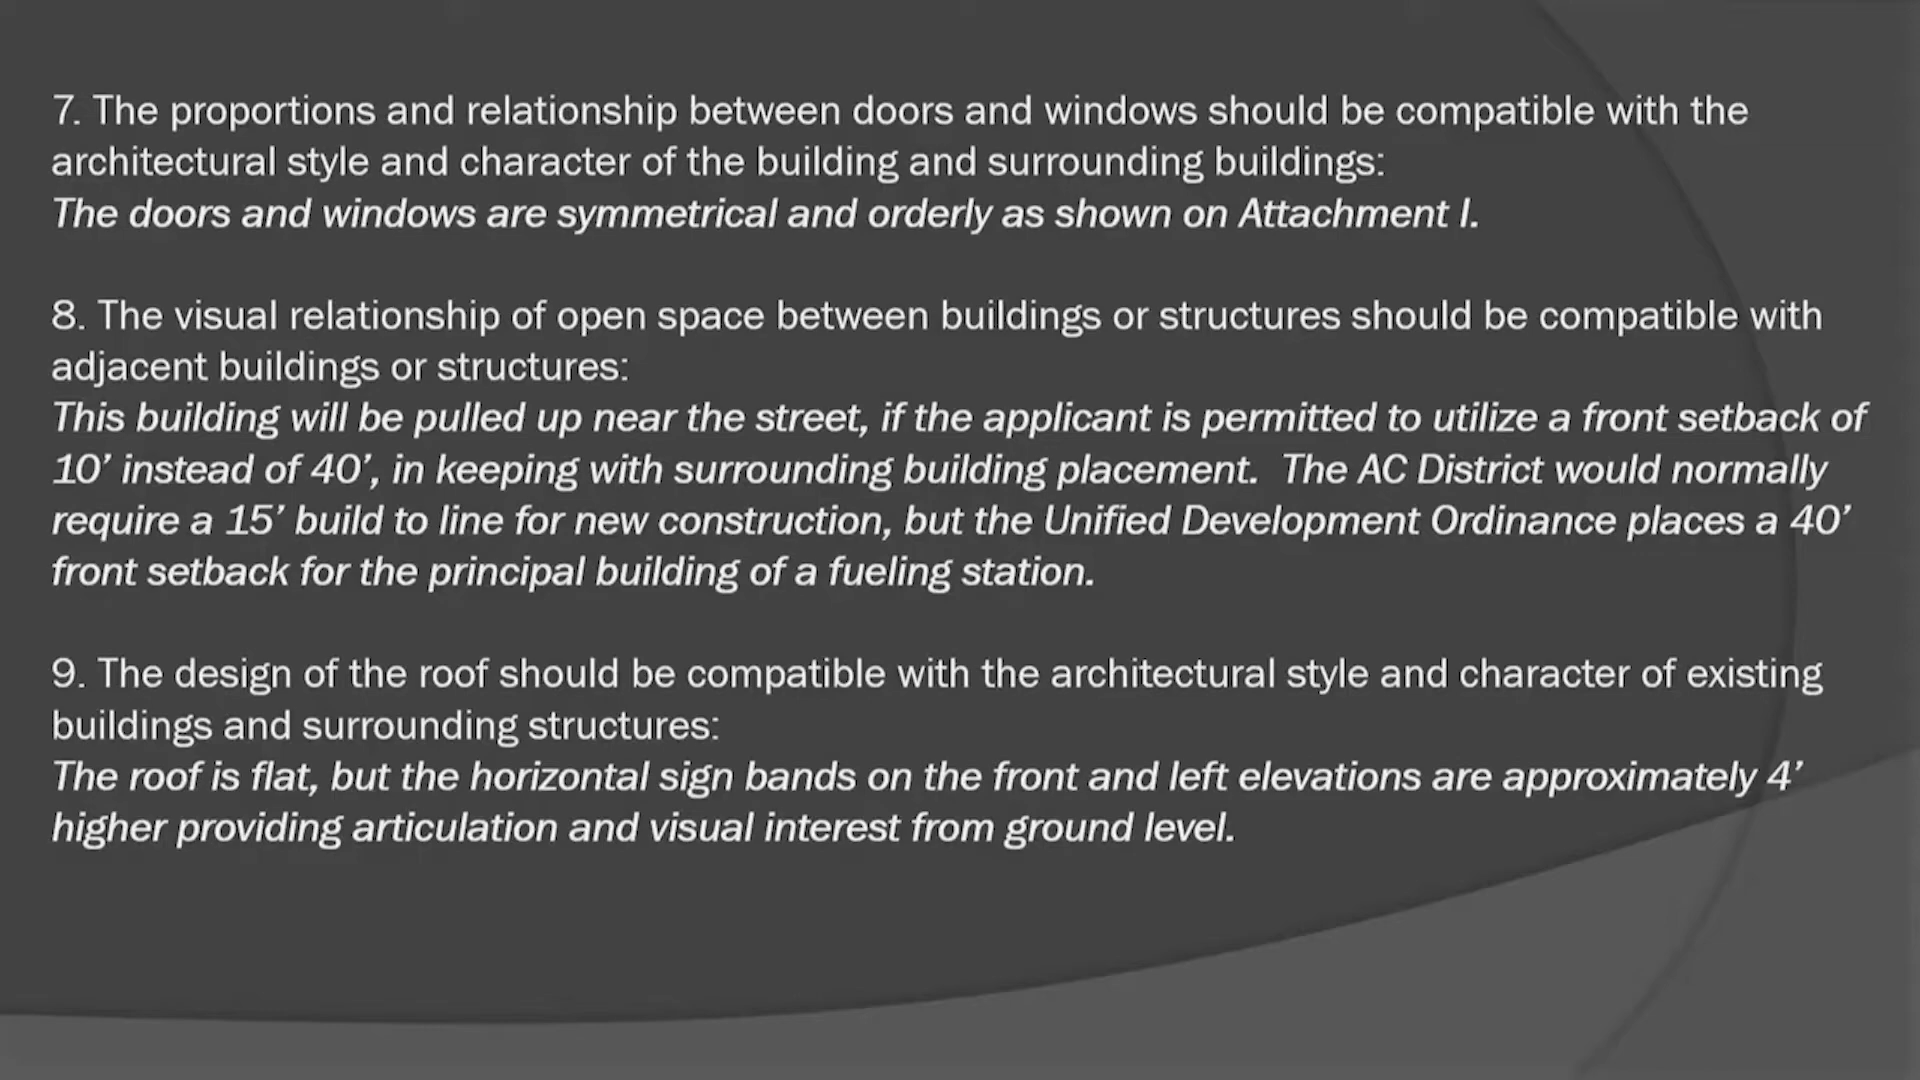 7. The proportions and relationship between doors and windows should be compatible with the
architectural style and character of the building and surrounding buildings:
The doors and windows are symmetrical and orderly as shown on Attachment I.
8. The visual relationship of open space between buildings or structures should be compatible with
adjacent buildings or structures:
This building will be pulled up near the street, if the applicant is permitted to utilize a front setback of
10’ instead of 40’, in keeping with surrounding building placement.  The AC District would normally
require a 15’ build to line for new construction, but the Unified Development Ordinance places a 40’
front setback for the principal building of a fueling station.
9. The design of the roof should be compatible with the architectural style and character of existing
buildings and surrounding structures:
The roof is flat, but the horizontal sign bands on the front and left elevations are approximately 4’
higher providing articulation and visual interest from ground level.